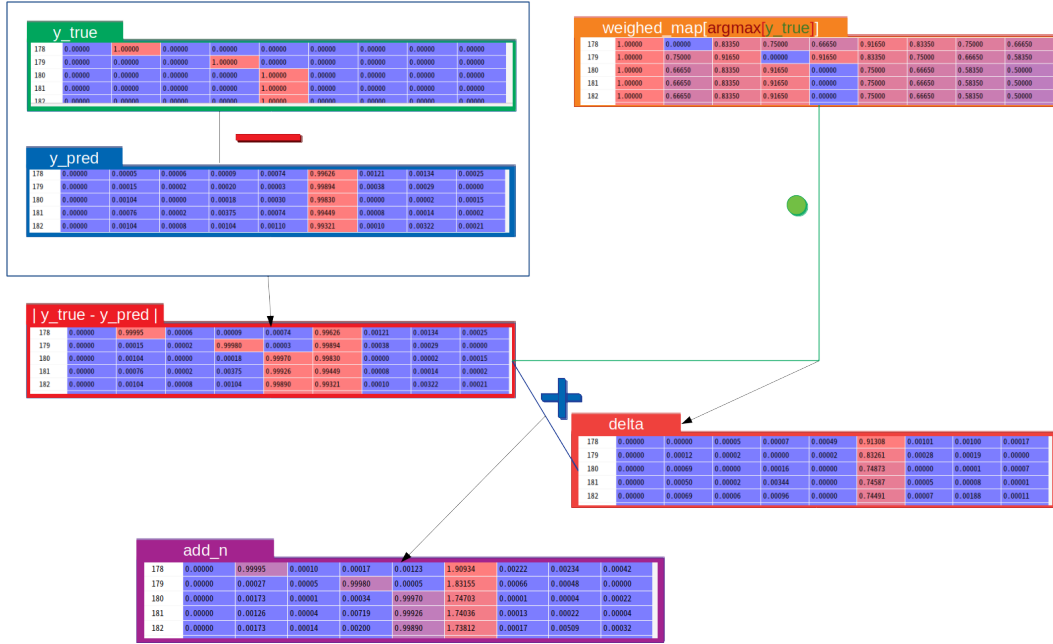 y_true
178 0.00000 1.00000 0.00000 0.00000 0.00000 0.00000 0.00000 0.00000 0.00000
179 0.00000 0.00000 0.00000 1.00000 0.00000 0.00000 0.00000 0.00000 0.00000
180 0.00000 0.00000 0.00000 0.00000 1.00000 0.00000 0.00000 0.00000 0.00000
181 0.00000 0.00000 0.00000 0.00000 1.00000 0.00000 0.00000 0.00000 0.00000
182 0.00000 0.00000 0.00000 0.00000 1.00000 0.00000 0.00000 0.00000 0.00000
weighed_map[argmax[y_true]]
178 1.00000 0.00000 0.83350 0.75000 0.66650 0.91650 0.83350 0.75000 0.66650
179 1.00000 0.75000 0.91650 0.00000 0.91650 0.83350 0.75000 0.66650 0.58350
180 1.00000 0.66650 0.83350 0.91650 0.00000 0.75000 0.66650 0.58350 0.50000
181 1.00000 0.66650 0.83350 0.91650 0.00000 0.75000 0.66650 0.58350 0.50000
182 1.00000 0.66650 0.83350 0.91650 0.00000 0.75000 0.66650 0.58350 0.50000
y_pred
178 0.00000 0.00005 0.00006 0.00009 0.00074 0.99626 0.00121 0.00134 0.00025
179 0.00000 0.00015 0.00002 0.00020 0.00003 0.99894 0.00038 0.00029 0.00000
180 0.00000 0.00104 0.00000 0.00018 0.00030 0.99830 0.00000 0.00002 0.00015
181 0.00000 0.00076 0.00002 0.00375 0.00074 0.99449 0.00008 0.00014 0.00002
182 0.00000 0.00104 0.00008 0.00104 0.00110 0.99321 0.00010 0.00322 0.00021
| y_true - y_pred |
178 0.00000 0.99995 0.00006 0.00009 0.00074 0.99626 0.00121 0.00134 0.00025
179 0.00000 0.00015 0.00002 0.99980 0.00003 0.99894 0.00038 0.00029 0.00000
180 0.00000 0.00104 0.00000 0.00018 0.99970 0.99830 0.00000 0.00002 0.00015
181 0.00000 0.00076 0.00002 0.00375 0.99926 0.99449 0.00008 0.00014 0.00002
182 0.00000 0.00104 0.00008 0.00104 0.99890 0.99321 0.00010 0.00322 0.00021
delta
178 0.00000 0.00000 0.00005 0.00007 0.00049 0.91308 0.00101 0.00100 0.00017
179 0.00000 0.00012 0.00002 0.00000 0.00002 0.83261 0.00028 0.00019 0.00000
180 0.00000 0.00069 0.00000 0.00016 0.00000 0.74873 0.00000 0.00001 0.00007
181 0.00000 0.00050 0.00002 0.00344 0.00000 0.74587 0.00005 0.00008 0.00001
182 0.00000 0.00069 0.00006 0.00096 0.00000 0.74491 0.00007 0.00188 0.00011
add_n
178 0.00000 0.99995 0.00010 0.00017 0.00123 1.90934 0.00222 0.00234 0.00042
179 0.00000 0.00027 0.00005 0.99980 0.00005 1.83155 0.00066 0.00048 0.00000
180 0.00000 0.00173 0.00001 0.00034 0.99970 1.74703 0.00001 0.00004 0.00022
181 0.00000 0.00126 0.00004 0.00719 0.99926 1.74036 0.00013 0.00022 0.00004
182 0.00000 0.00173 0.00014 0.00200 0.99890 1.73812 0.00017 0.00509 0.00032